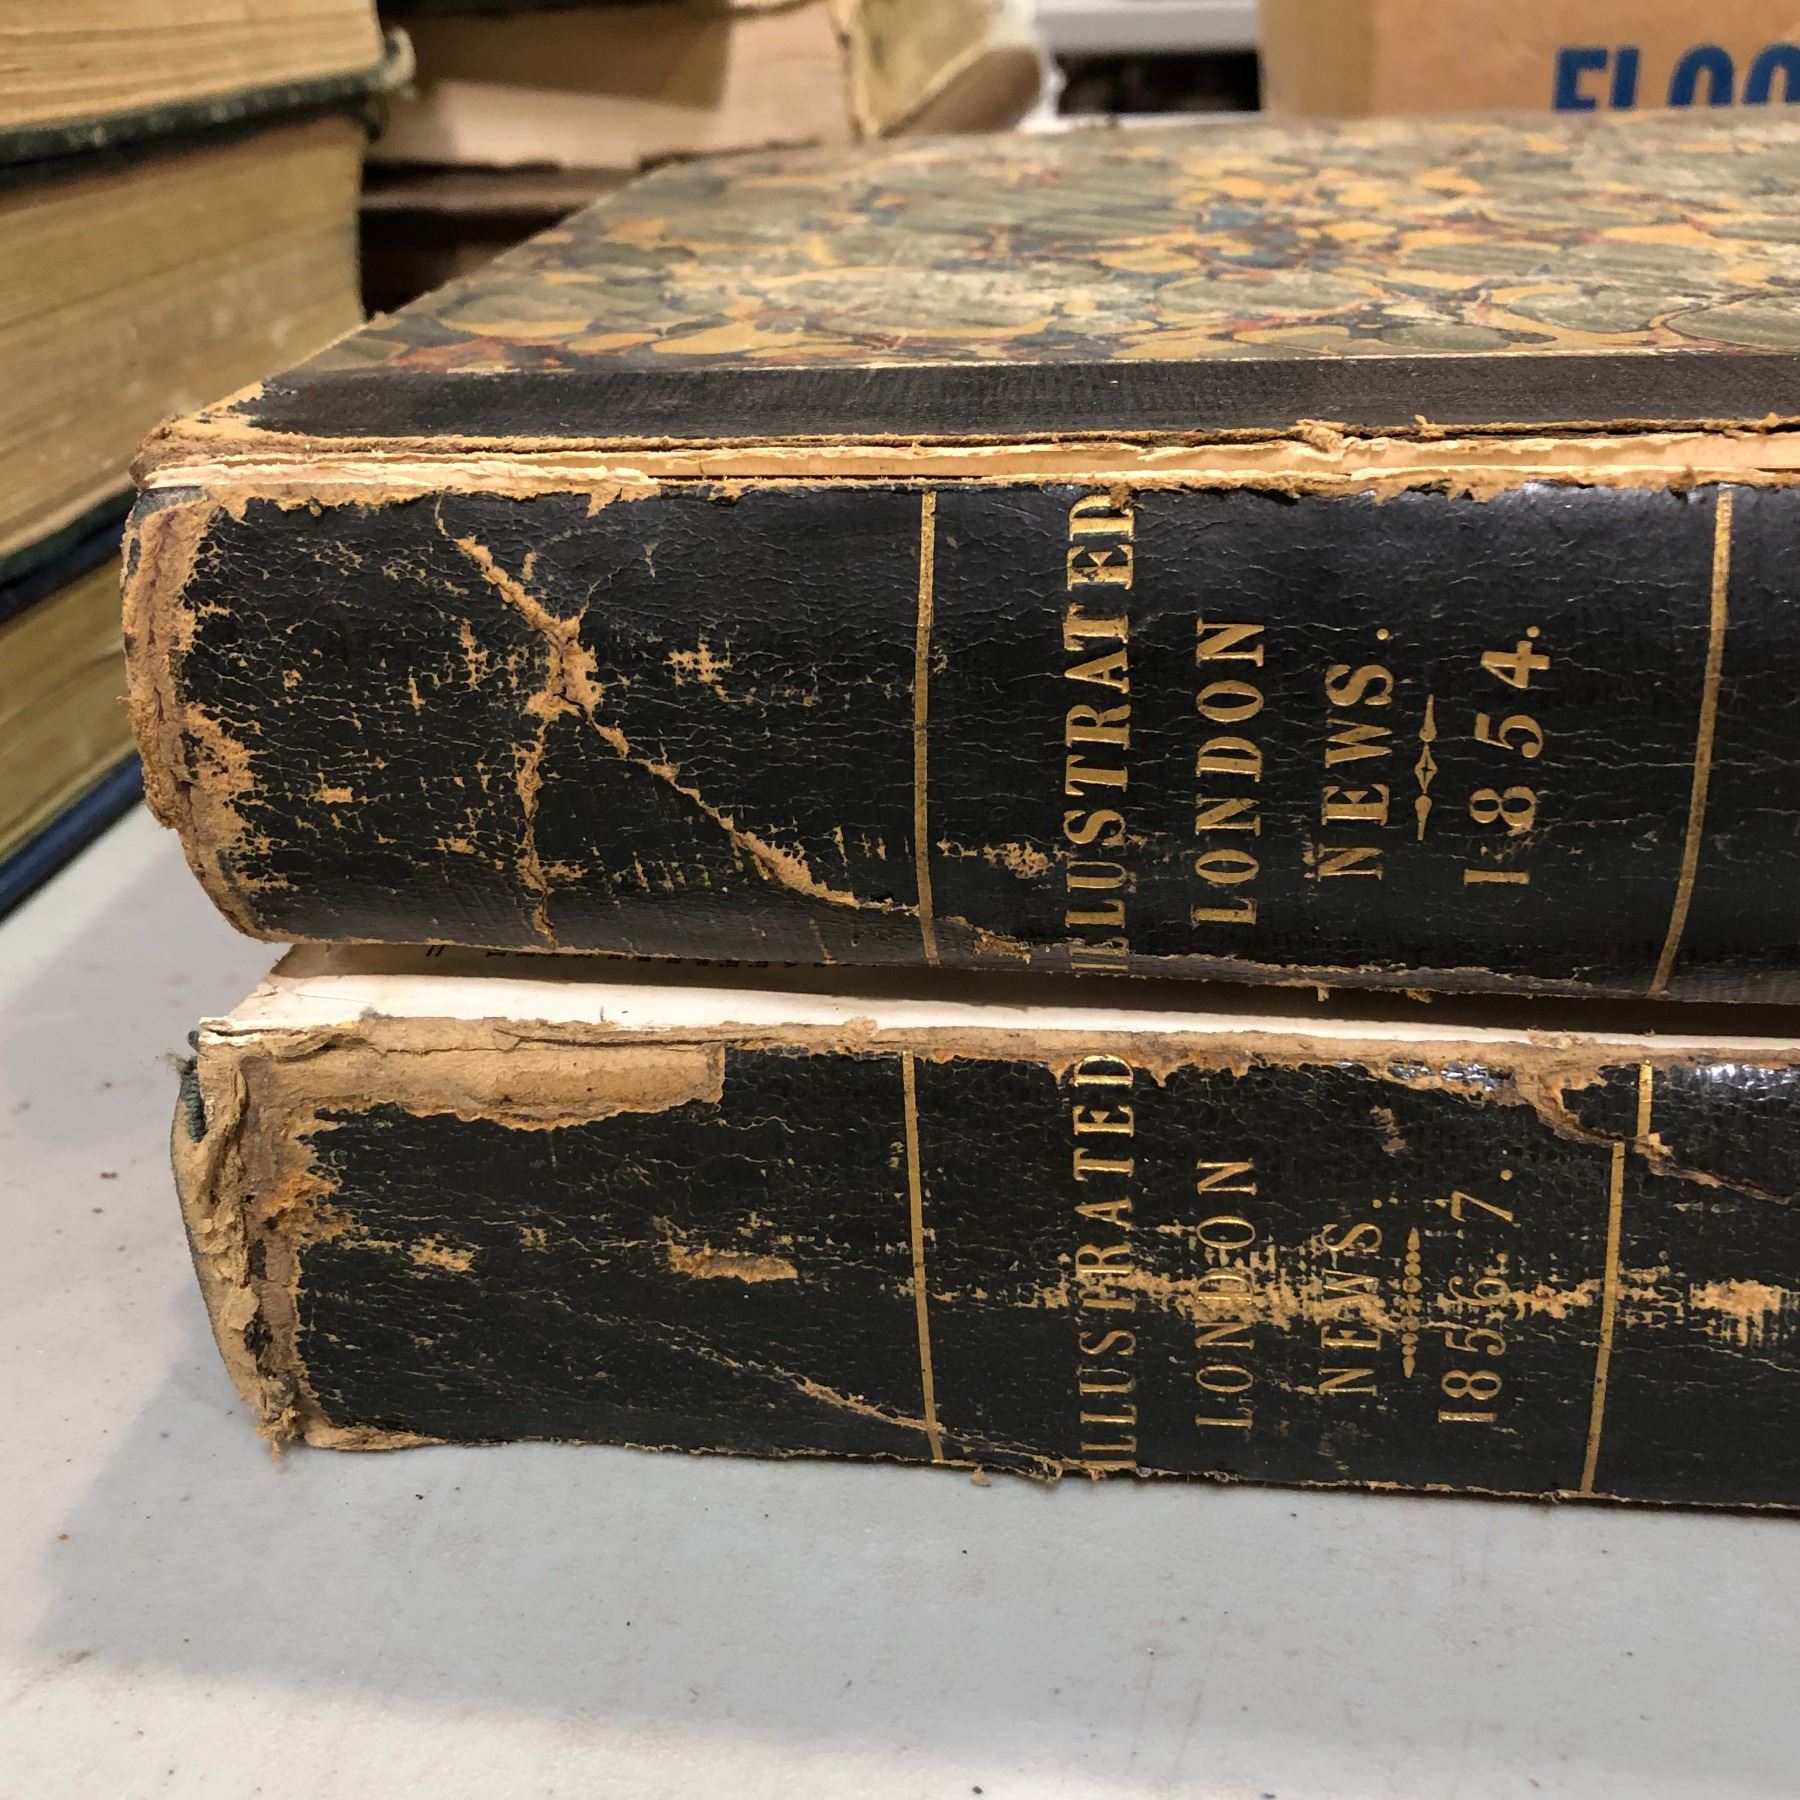 ILLUSTRATED
LONDON
NEWS.
1854.
ILLUSTRATED
LONDON
NEWS.
1856.7.